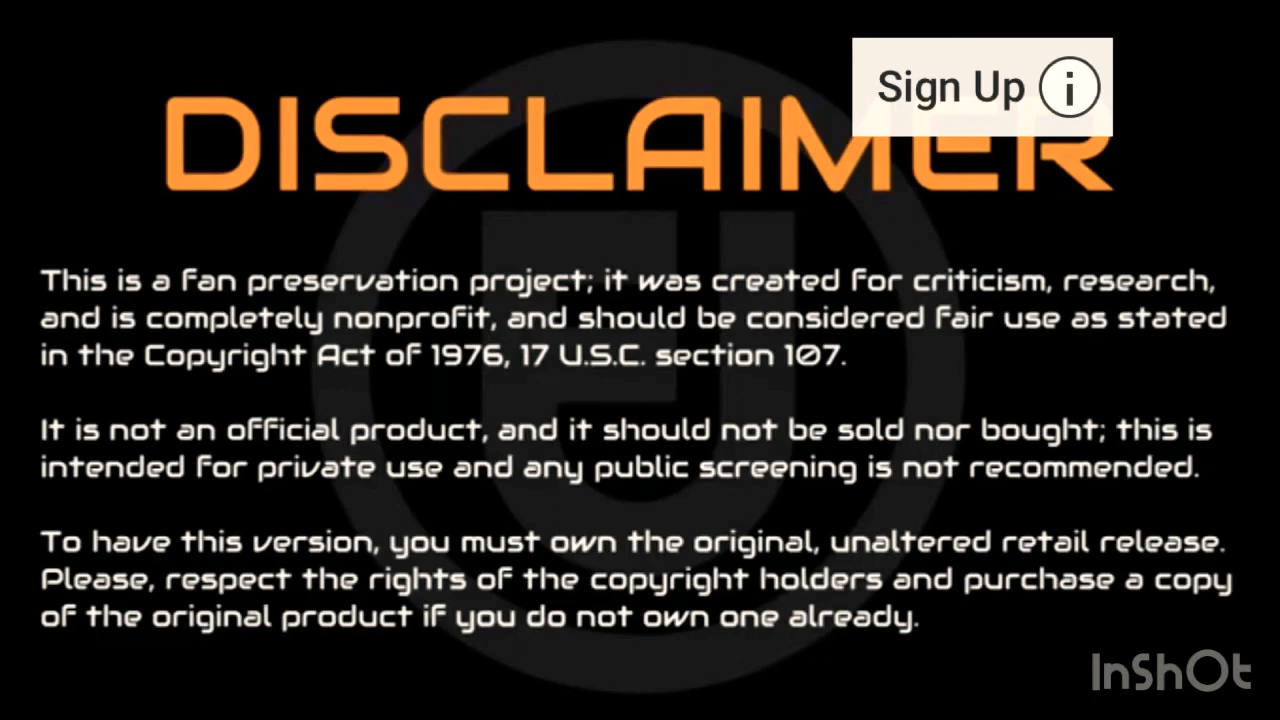 Sign Up i
DISCLAIMER
This is a fan preservation project; it was created for criticism, research,
and is completely nonprofit, and should be considered fair use as stated
in the Copyright Act of 1976, 17 U.S.C. section 107.
It is not an official product, and it should not be sold nor bought; this is
intended for private use and any public screening is not recommended.
To have this version, you must own the original, unaltered retail release.
Please, respect the rights of the copyright holders and purchase a copy
of the original product if you do not own one already.
InShOt